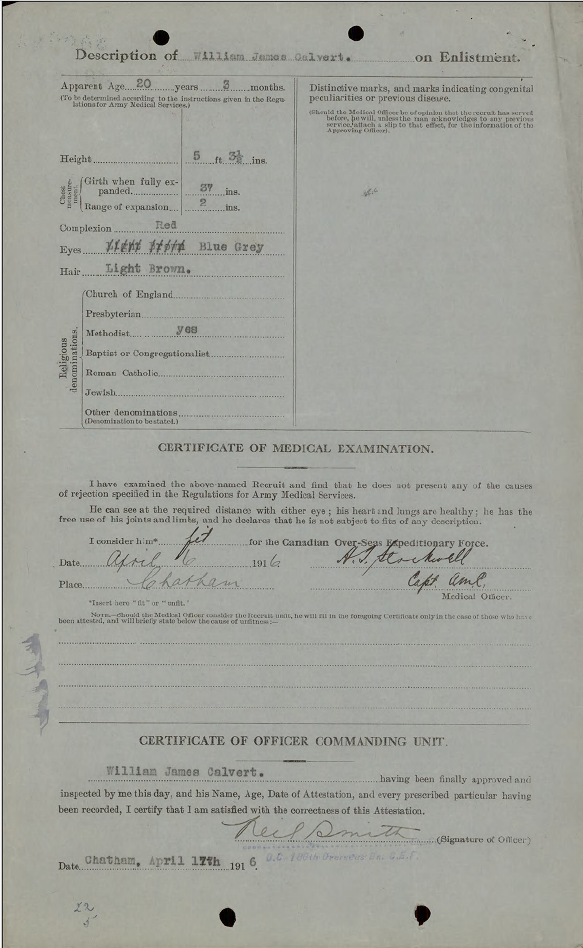 Description of William James Calvert. on Enlistment.
Apparent Age 20 years 3 months.
(To be determined according to the instructions given in the Regulations for Army Medical Services.)
Height 5 ft. 3½ ins.
Chest measurement.
Girth when fully expanded 37 ins.
Range of expansion 2 ins.
Complexion Red
Eyes Blue Grey
Hair Light Brown.
Religious denominations.
Church of England
Presbyterian
Methodist yes
Baptist or Congregationalist
Roman Catholic
Jewish
Other denominations
(Denomination to be stated.)
Distinctive marks, and marks indicating congenital
peculiarities or previous disease.
(Should the Medical Officer be of opinion that the recruit has served
before, he will, unless the man acknowledges to any previous
service, attach a slip to that effect, for the information of the
Approving Officer).
CERTIFICATE OF MEDICAL EXAMINATION.
I have examined the above-named Recruit and find that he does not present any of the causes
of rejection specified in the Regulations for Army Medical Services.
He can see at the required distance with either eye; his heart and lungs are healthy; he has the
free use of his joints and limbs, and he declares that he is not subject to fits of any description.
I consider him* fit for the Canadian Over-Seas Expeditionary Force.
Date April 6 1916 H.T. Stockwell
Place Chatham Capt. AMC.
Medical Officer.
*Insert here "fit" or "unfit."
NOTE.—Should the Medical Officer consider the Recruit unfit, he will fill in the foregoing Certificate only in the case of those who have
been attested, and will briefly state below the cause of unfitness:—
CERTIFICATE OF OFFICER COMMANDING UNIT.
William James Calvert. having been finally approved and
inspected by me this day, and his Name, Age, Date of Attestation, and every prescribed particular having
been recorded, I certify that I am satisfied with the correctness of this Attestation.
Neil Smith (Signature of Officer)
O.C. Overseas Bn. C.E.F.
Date Chatham, April 17th 1916.
22
5